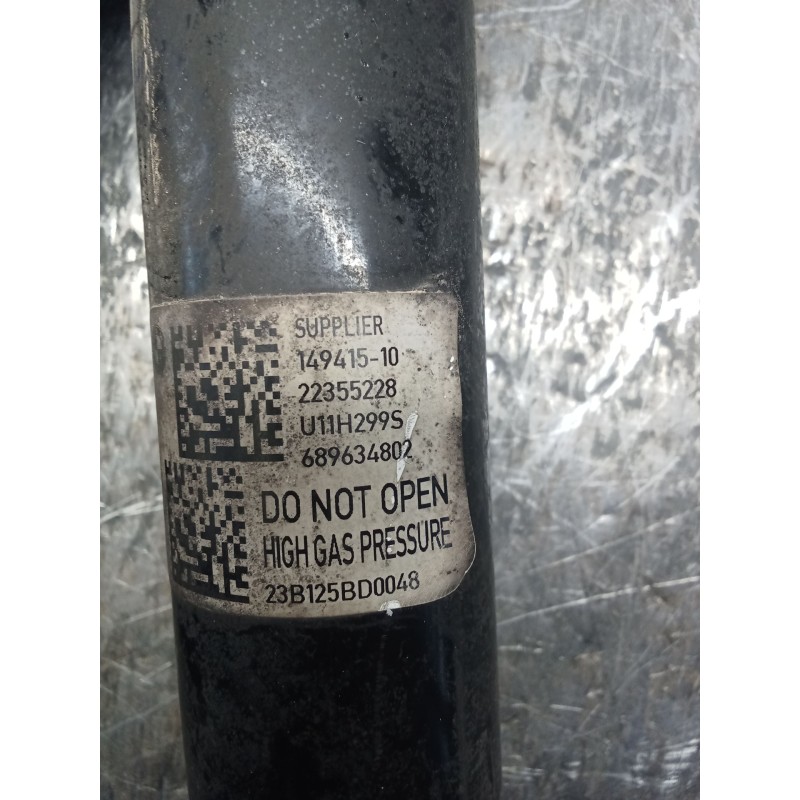 SUPPLIER
149415-10
22355228
U11H299S
689634802
DO NOT OPEN
HIGH GAS PRESSURE
23B125BD0048